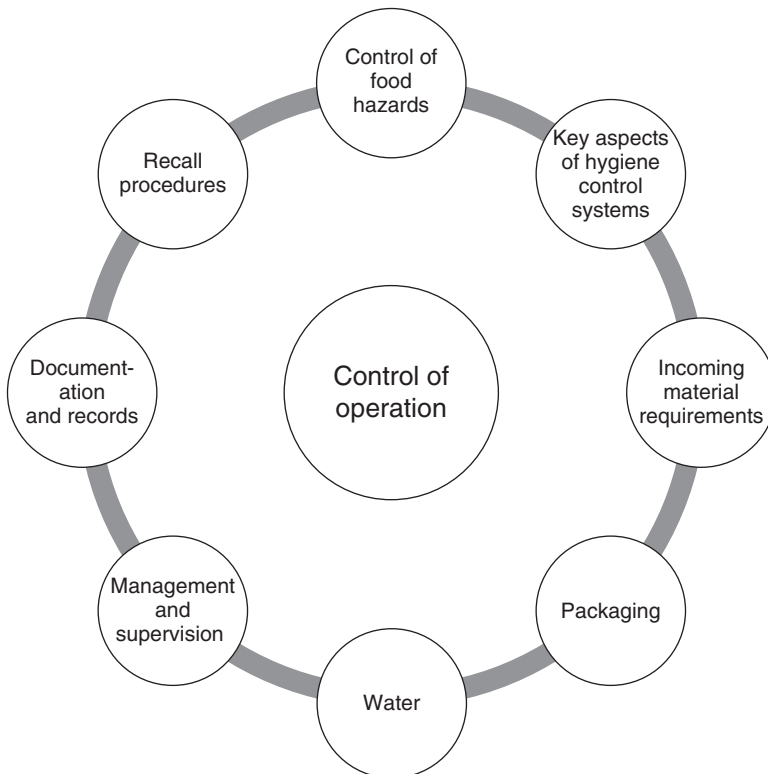 Control of
food
hazards
Key aspects
of hygiene
control
systems
Incoming
material
requirements
Packaging
Water
Management
and
supervision
Document-
ation
and records
Recall
procedures
Control of
operation